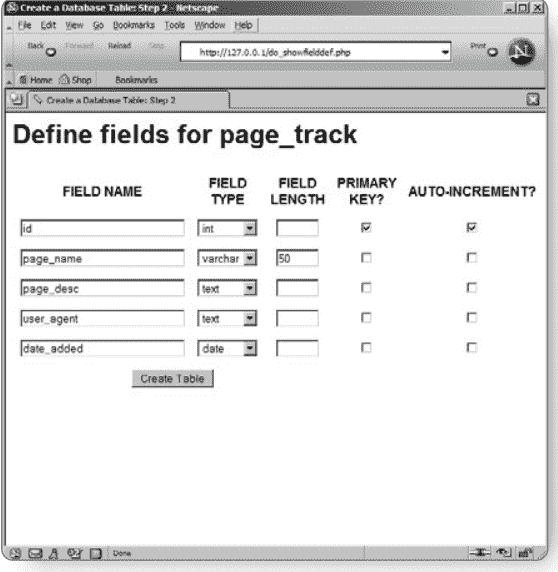 Create a Database Table: Step 2 - Netscape
File Edit View Go Bookmarks Tools Window Help
Back Forward Reload Stop http://127.0.0.1/do_showfielddef.php Print N
Home Shop Bookmarks
Create a Database Table: Step 2
Define fields for page_track
FIELD NAME FIELD TYPE FIELD LENGTH PRIMARY KEY? AUTO-INCREMENT?
id int
page_name varchar 50
page_desc text
user_agent text
date_added date
Create Table
Done